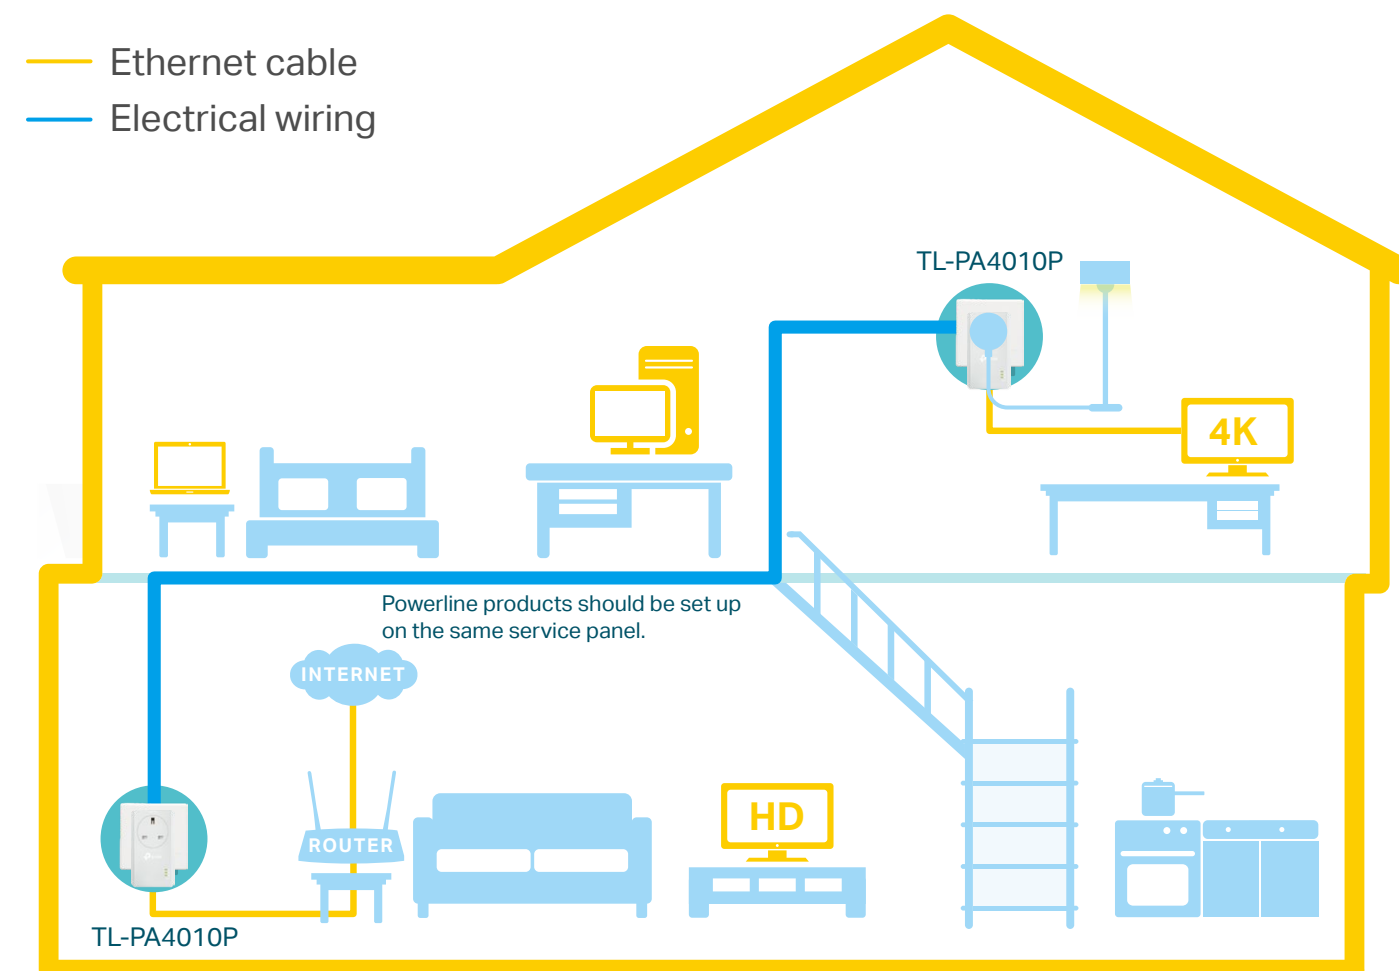 Ethernet cable
Electrical wiring
TL-PA4010P
4K
Powerline products should be set up
on the same service panel.
INTERNET
HD
ROUTER
TL-PA4010P